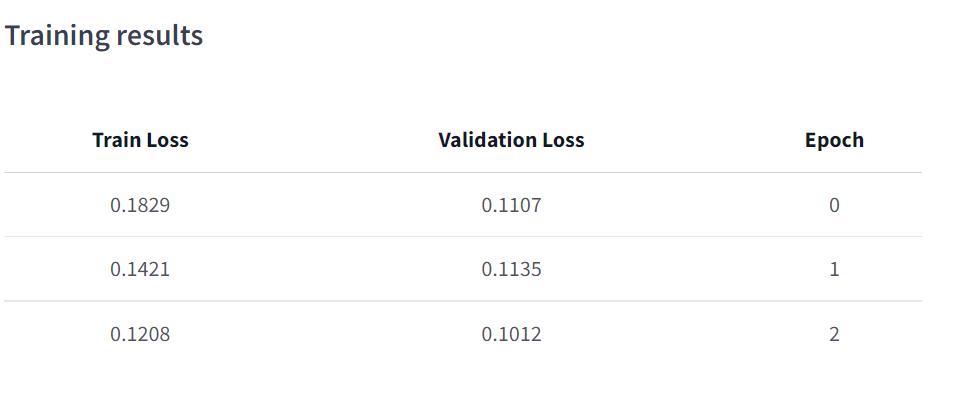 Training results
Train Loss Validation Loss Epoch
0.1829 0.1107 0
0.1421 0.1135 1
0.1208 0.1012 2